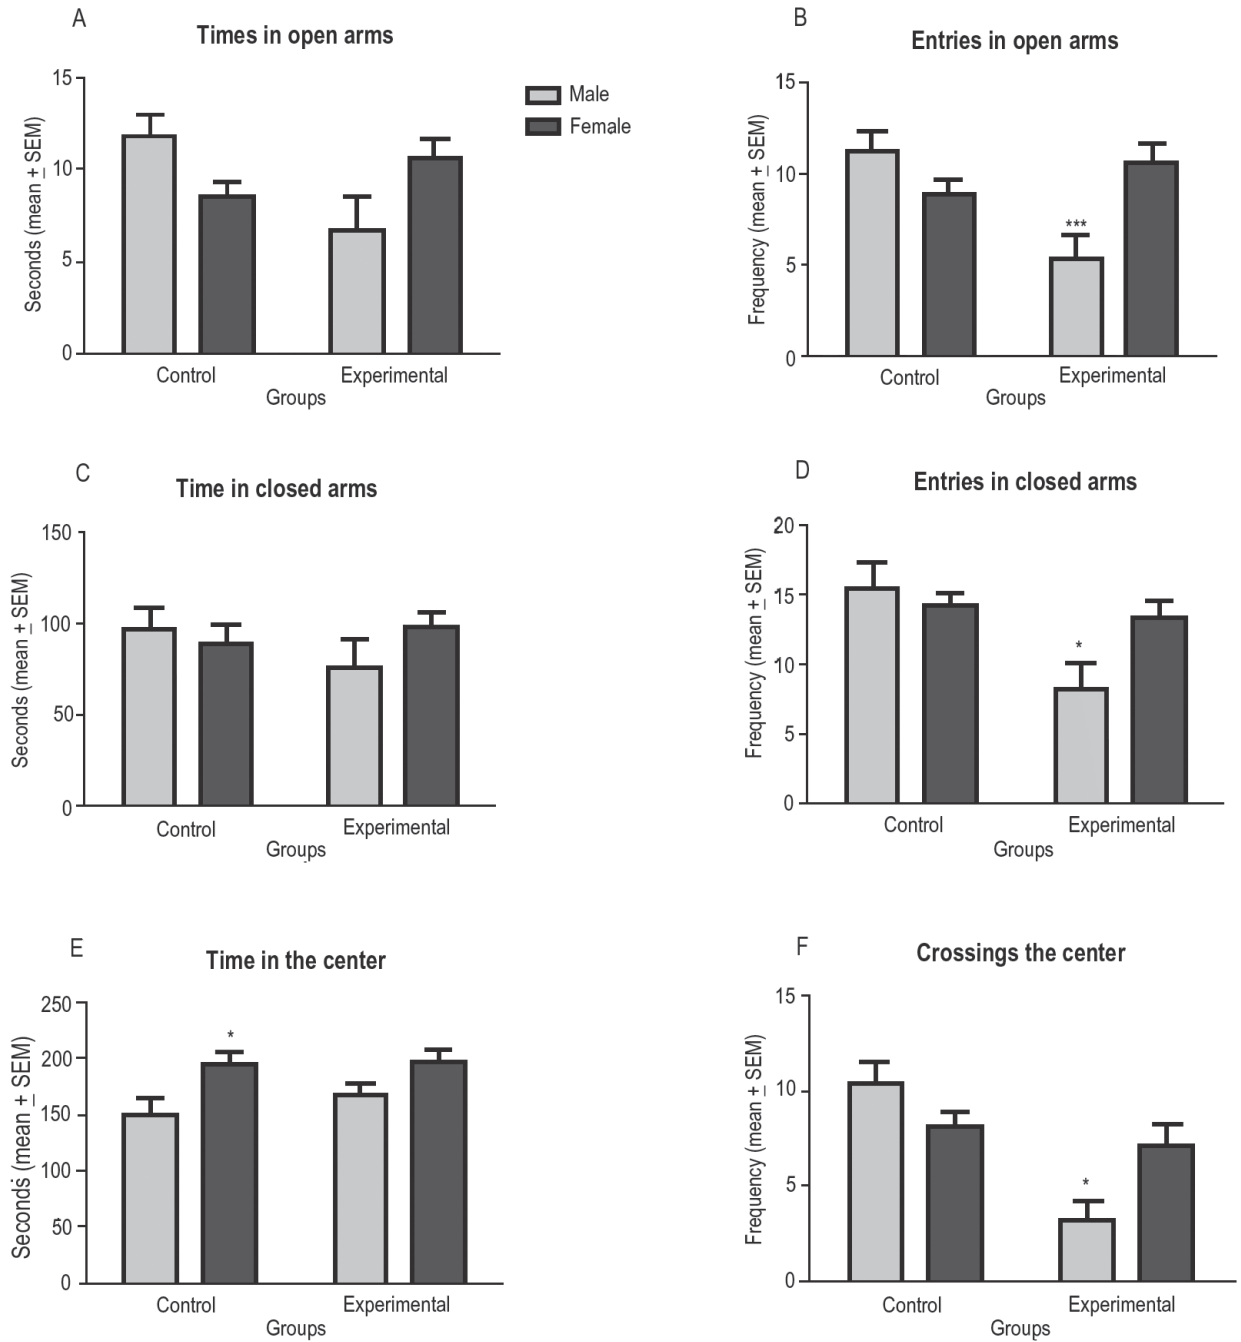 A
Times in open arms
Seconds (mean ± SEM)
15
10
5
0
Control
Experimental
Groups
Male
Female
B
Entries in open arms
Frequency (mean ± SEM)
15
10
5
0
***
Control
Experimental
Groups
C
Time in closed arms
Seconds (mean ± SEM)
150
100
50
0
Control
Experimental
Groups
D
Entries in closed arms
Frequency (mean ± SEM)
20
15
10
5
0
*
Control
Experimental
Groups
E
Time in the center
Seconds (mean ± SEM)
250
200
150
100
50
0
*
Control
Experimental
Groups
F
Crossings the center
Frequency (mean ± SEM)
15
10
5
0
*
Control
Experimental
Groups